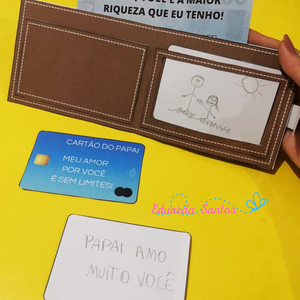 VOCÊ É A MAIOR
RIQUEZA QUE EU TENHO!
CARTÃO DO PAPAI
MEU AMOR
POR VOCÊ
É SEM LIMITES!
Eduarda Santos
PAPAI AMO
MUITO VOCÊ